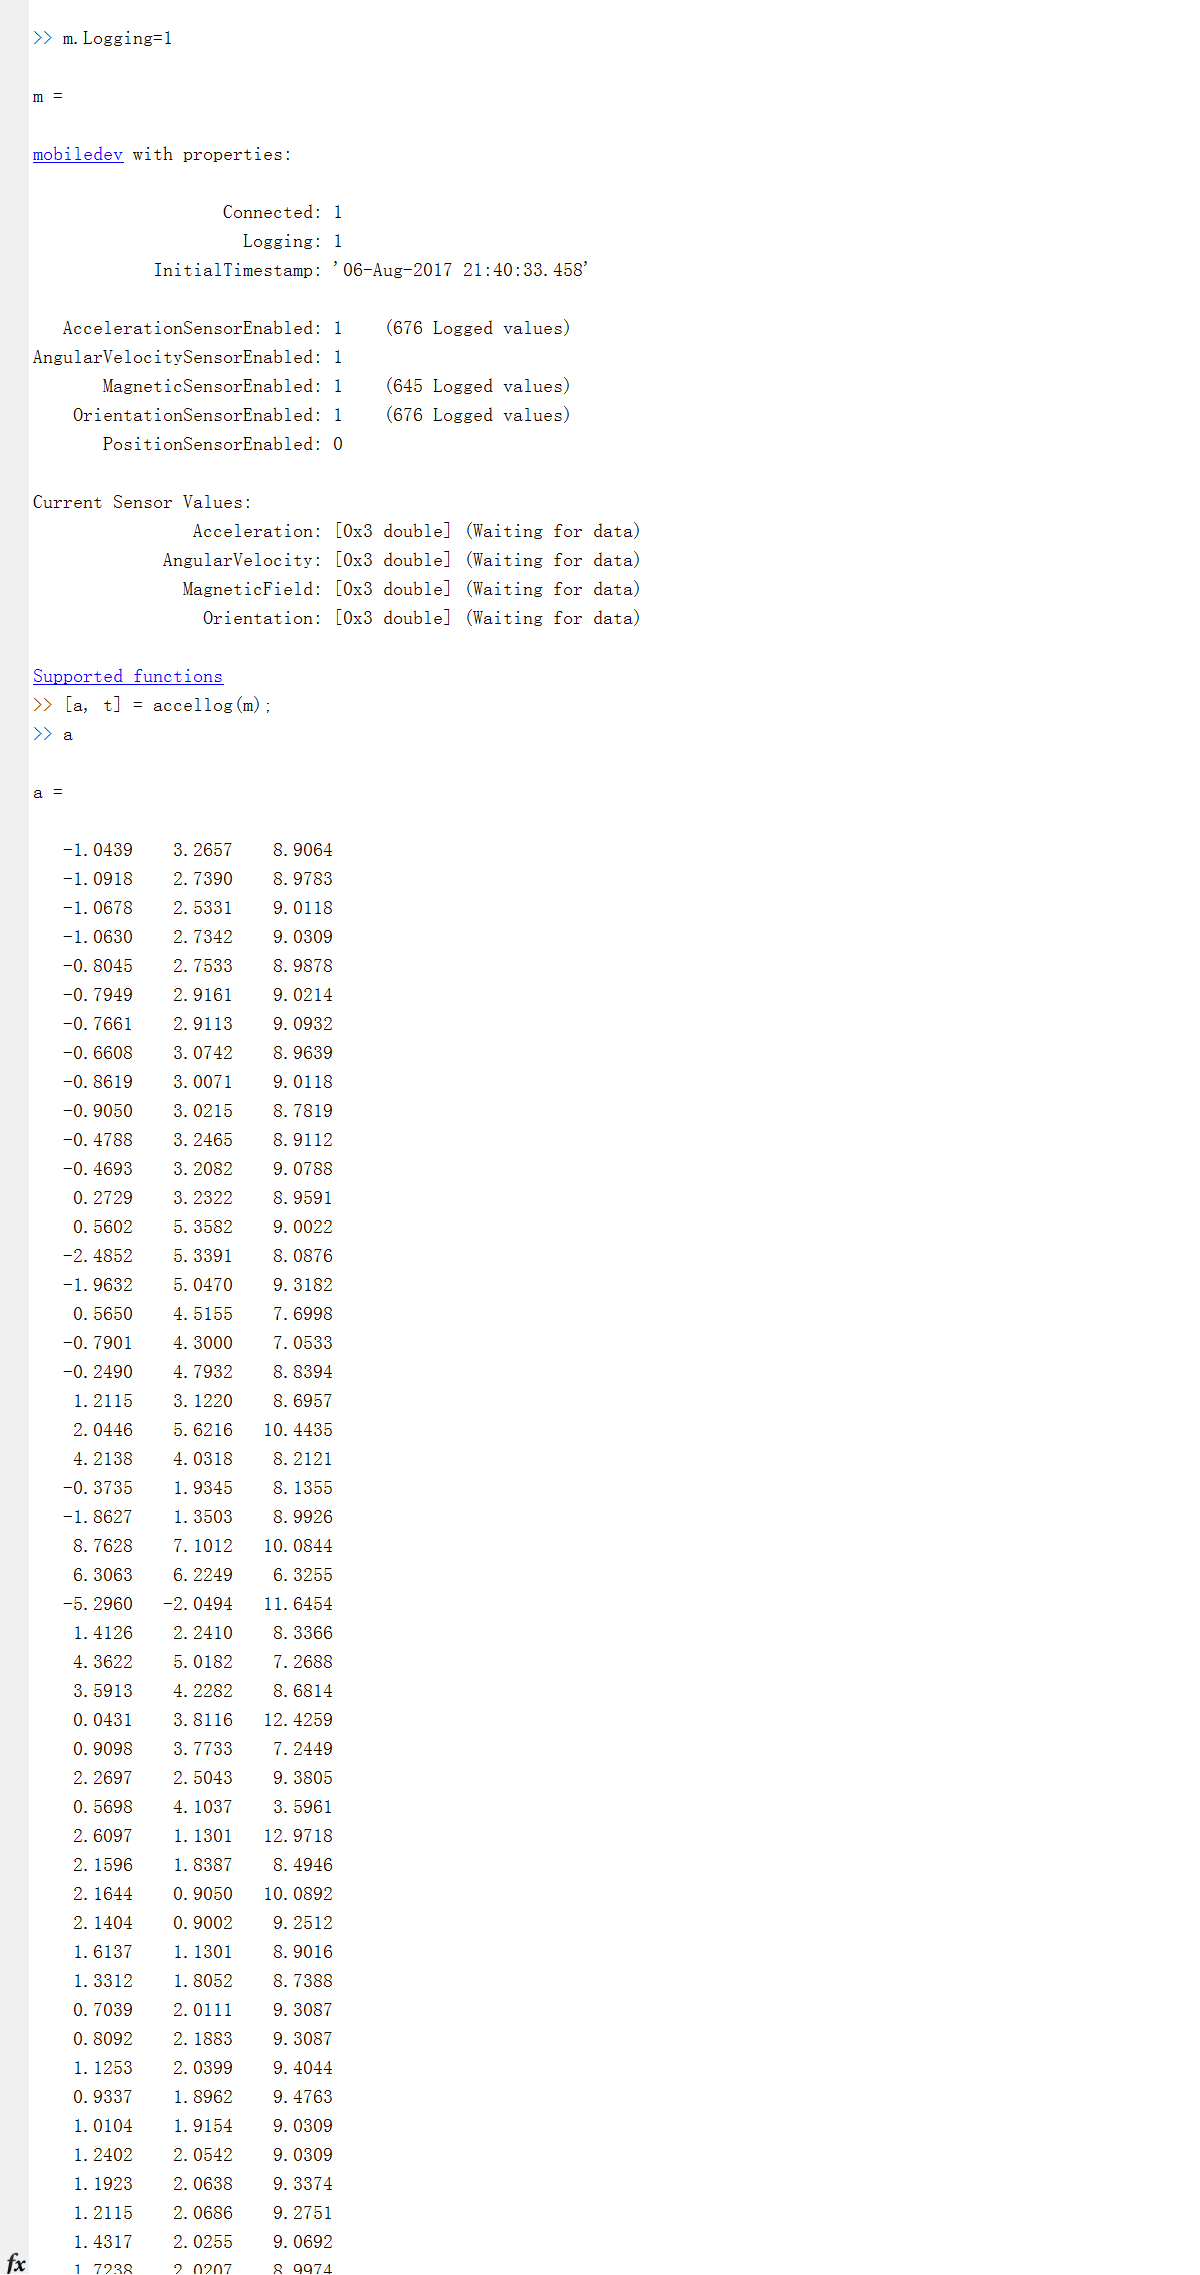 >> m.Logging=1
m =
mobiledev with properties:
Connected: 1
Logging: 1
InitialTimestamp: '06-Aug-2017 21:40:33.458'
AccelerationSensorEnabled: 1 (676 Logged values)
AngularVelocitySensorEnabled: 1
MagneticSensorEnabled: 1 (645 Logged values)
OrientationSensorEnabled: 1 (676 Logged values)
PositionSensorEnabled: 0
Current Sensor Values:
Acceleration: [0x3 double] (Waiting for data)
AngularVelocity: [0x3 double] (Waiting for data)
MagneticField: [0x3 double] (Waiting for data)
Orientation: [0x3 double] (Waiting for data)
Supported functions
>> [a, t] = accellog(m);
>> a
a =
-1.0439 3.2657 8.9064
-1.0918 2.7390 8.9783
-1.0678 2.5331 9.0118
-1.0630 2.7342 9.0309
-0.8045 2.7533 8.9878
-0.7949 2.9161 9.0214
-0.7661 2.9113 9.0932
-0.6608 3.0742 8.9639
-0.8619 3.0071 9.0118
-0.9050 3.0215 8.7819
-0.4788 3.2465 8.9112
-0.4693 3.2082 9.0788
0.2729 3.2322 8.9591
0.5602 5.3582 9.0022
-2.4852 5.3391 8.0876
-1.9632 5.0470 9.3182
0.5650 4.5155 7.6998
-0.7901 4.3000 7.0533
-0.2490 4.7932 8.8394
1.2115 3.1220 8.6957
2.0446 5.6216 10.4435
4.2138 4.0318 8.2121
-0.3735 1.9345 8.1355
-1.8627 1.3503 8.9926
8.7628 7.1012 10.0844
6.3063 6.2249 6.3255
-5.2960 -2.0494 11.6454
1.4126 2.2410 8.3366
4.3622 5.0182 7.2688
3.5913 4.2282 8.6814
0.0431 3.8116 12.4259
0.9098 3.7733 7.2449
2.2697 2.5043 9.3805
0.5698 4.1037 3.5961
2.6097 1.1301 12.9718
2.1596 1.8387 8.4946
2.1644 0.9050 10.0892
2.1404 0.9002 9.2512
1.6137 1.1301 8.9016
1.3312 1.8052 8.7388
0.7039 2.0111 9.3087
0.8092 2.1883 9.3087
1.1253 2.0399 9.4044
0.9337 1.8962 9.4763
1.0104 1.9154 9.0309
1.2402 2.0542 9.0309
1.1923 2.0638 9.3374
1.2115 2.0686 9.2751
1.4317 2.0255 9.0692
fx 1.7238 2.0207 8.9974